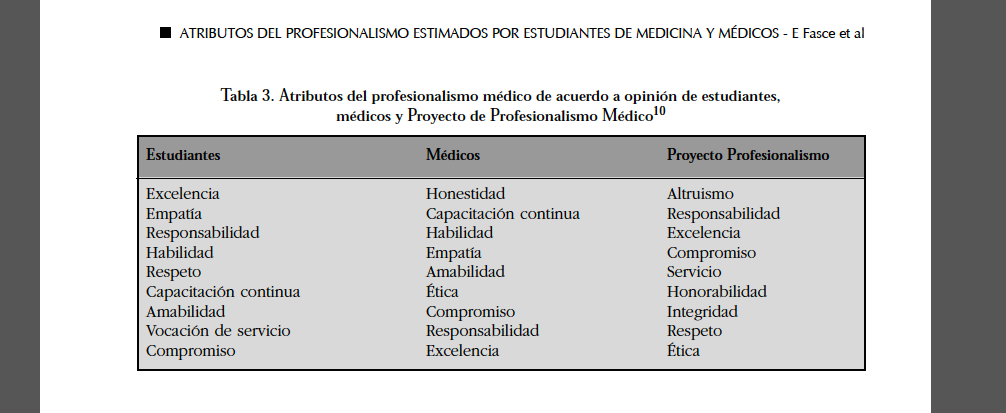 ■ ATRIBUTOS DEL PROFESIONALISMO ESTIMADOS POR ESTUDIANTES DE MEDICINA Y MÉDICOS - E Fasce et al
Tabla 3. Atributos del profesionalismo médico de acuerdo a opinión de estudiantes,
médicos y Proyecto de Profesionalismo Médico10
Estudiantes Médicos Proyecto Profesionalismo
Excelencia Honestidad Altruismo
Empatía Capacitación continua Responsabilidad
Responsabilidad Habilidad Excelencia
Habilidad Empatía Compromiso
Respeto Amabilidad Servicio
Capacitación continua Ética Honorabilidad
Amabilidad Compromiso Integridad
Vocación de servicio Responsabilidad Respeto
Compromiso Excelencia Ética